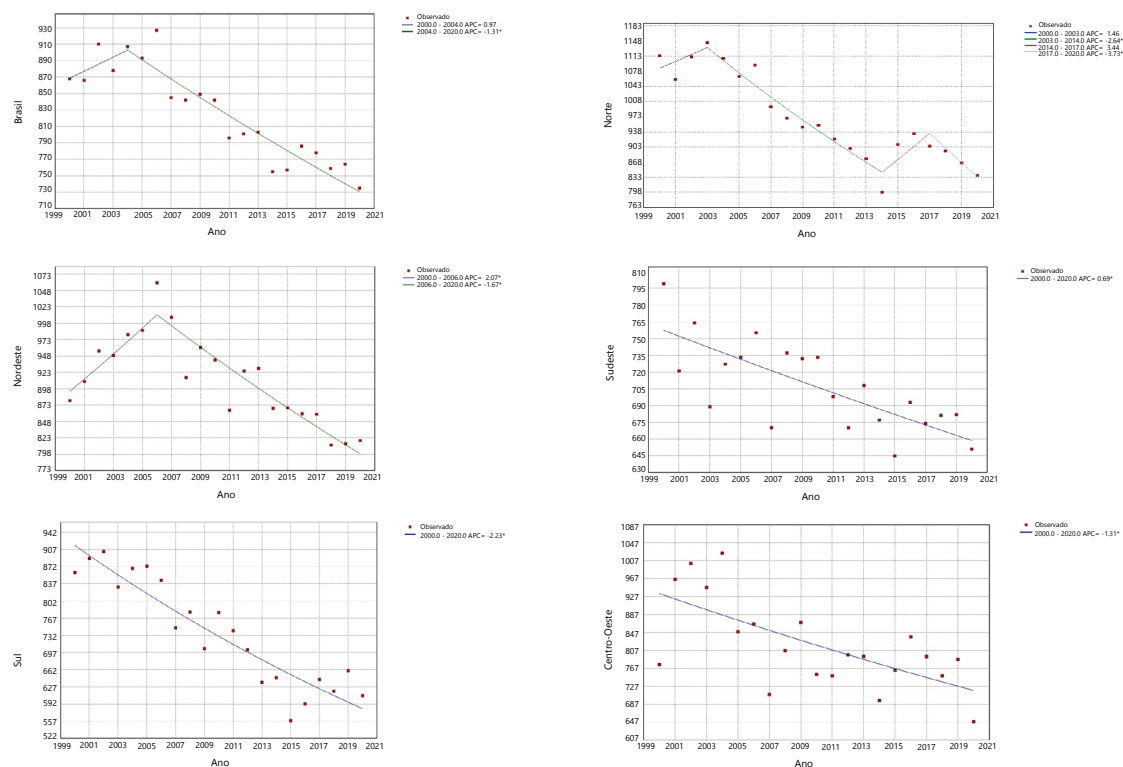 Observado
2000.0 - 2004.0 APC= 0.97
2004.0 - 2020.0 APC= -1.31*
930
910
890
870
850
830
810
790
770
750
730
710
Brasil
1999 2001 2003 2005 2007 2009 2011 2013 2015 2017 2019 2021
Ano
Observado
2000.0 - 2003.0 APC= 1.46
2003.0 - 2014.0 APC= -2.64*
2014.0 - 2017.0 APC= 3.44
2017.0 - 2020.0 APC= -3.73*
1183
1148
1113
1078
1043
1008
973
938
903
868
833
798
763
Norte
1999 2001 2003 2005 2007 2009 2011 2013 2015 2017 2019 2021
Ano
Observado
2000.0 - 2006.0 APC= 2.07*
2006.0 - 2020.0 APC= -1.67*
1073
1048
1023
998
973
948
923
898
873
848
823
798
773
Nordeste
1999 2001 2003 2005 2007 2009 2011 2013 2015 2017 2019 2021
Ano
Observado
2000.0 - 2020.0 APC= 0.69*
810
795
780
765
750
735
720
705
690
675
660
645
630
Sudeste
1999 2001 2003 2005 2007 2009 2011 2013 2015 2017 2019 2021
Ano
Observado
2000.0 - 2020.0 APC= -2.23*
942
907
872
837
802
767
732
697
662
627
592
557
522
Sul
1999 2001 2003 2005 2007 2009 2011 2013 2015 2017 2019 2021
Ano
Observado
2000.0 - 2020.0 APC= -1.31*
1087
1047
1007
967
927
887
847
807
767
727
687
647
607
Centro-Oeste
1999 2001 2003 2005 2007 2009 2011 2013 2015 2017 2019 2021
Ano